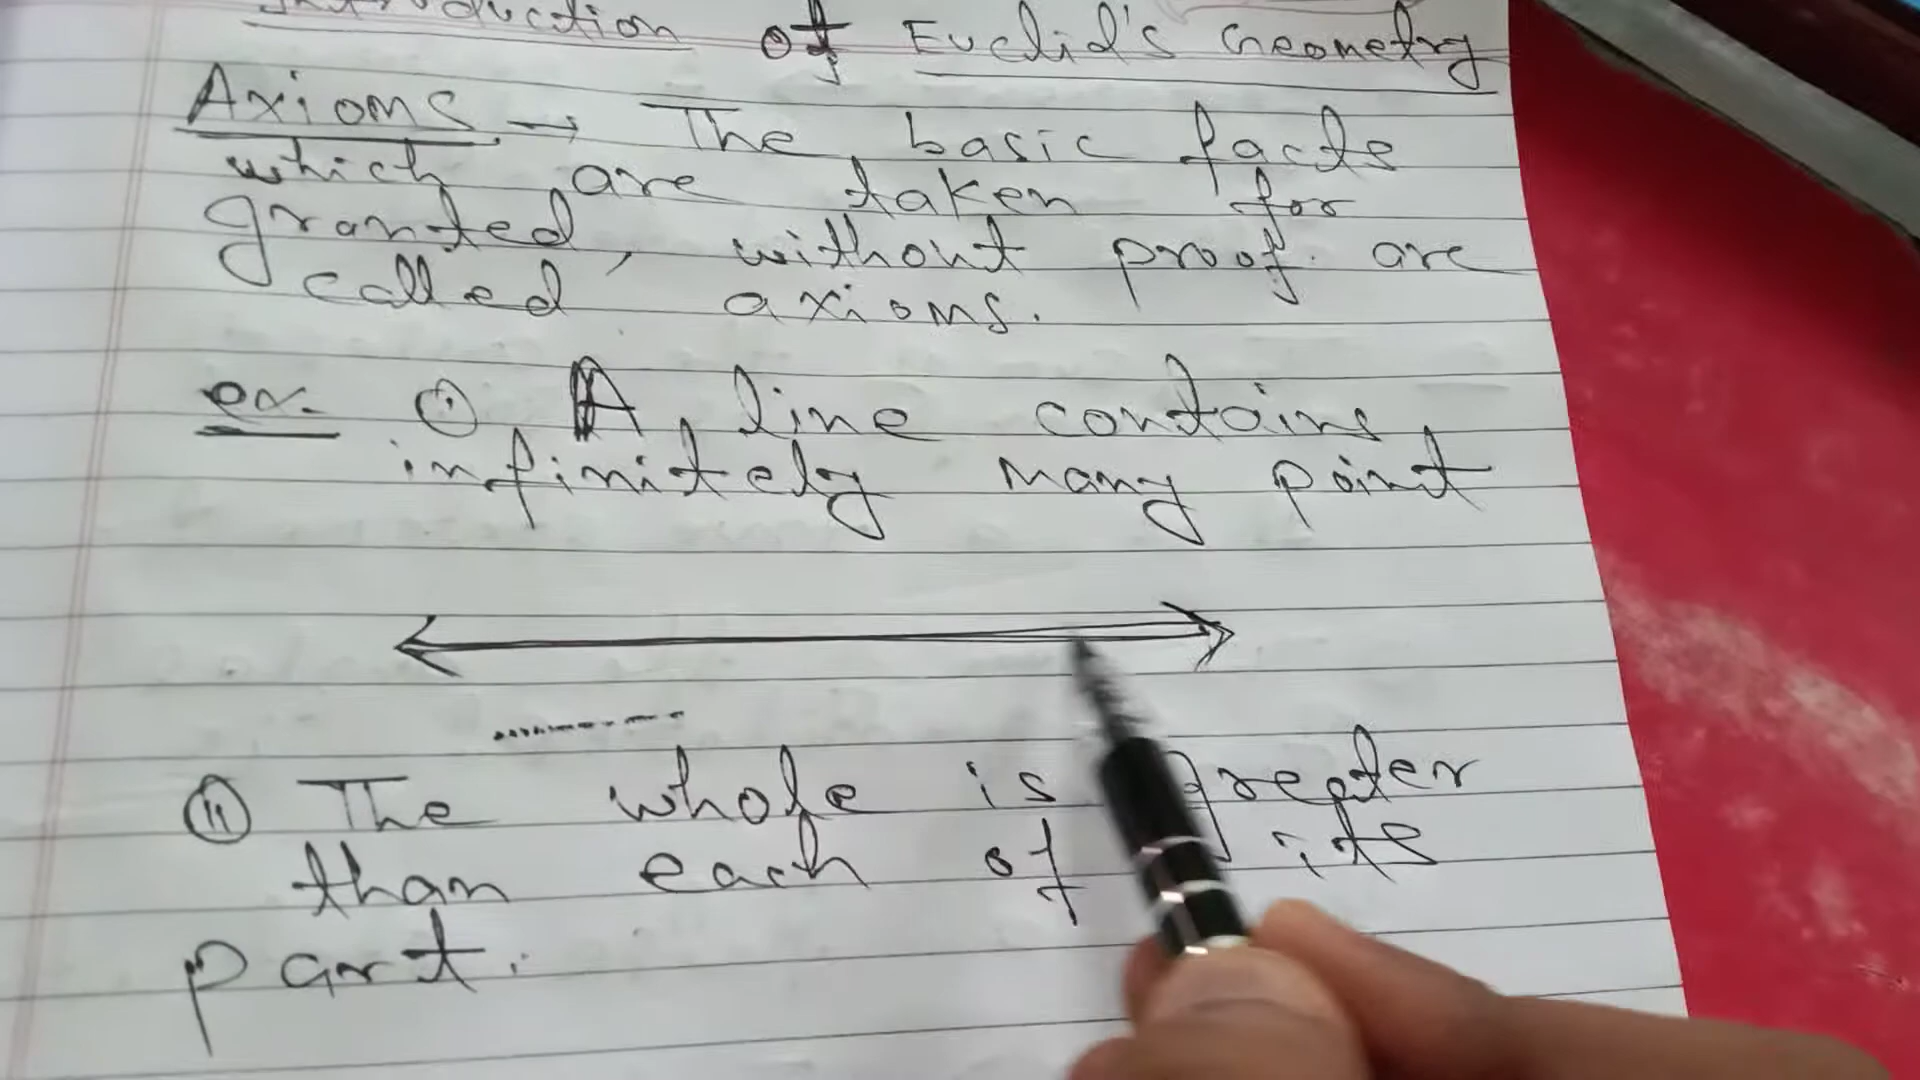 Introduction of Euclid's Geometry
Axioms → The basic facts
which are taken for
granted, without proof. are
called axioms.
ex. (i) A line contains
infinitely many point
(ii) The whole is greater
than each of its
part.